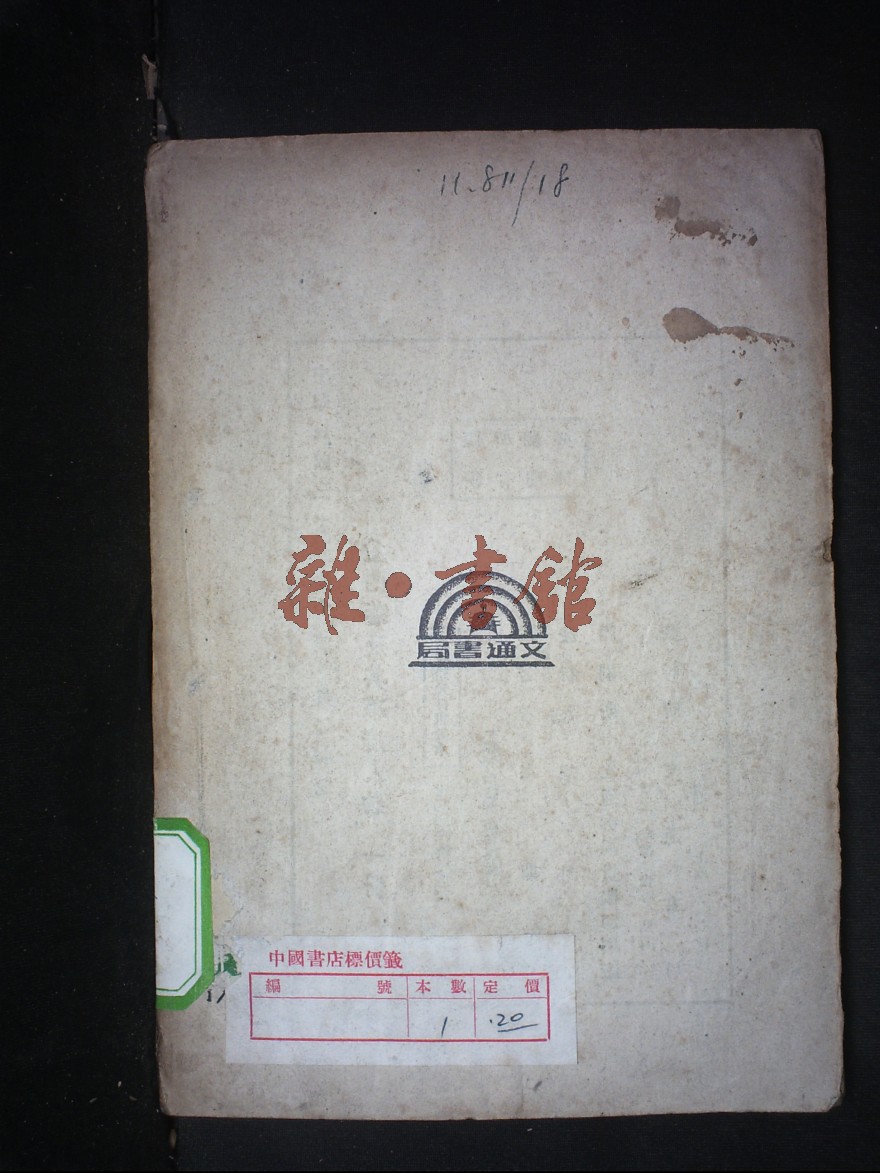 11.811/18
雜·書舘
局書通文
中國書店標價籤
編號 本數 定價
1 .20